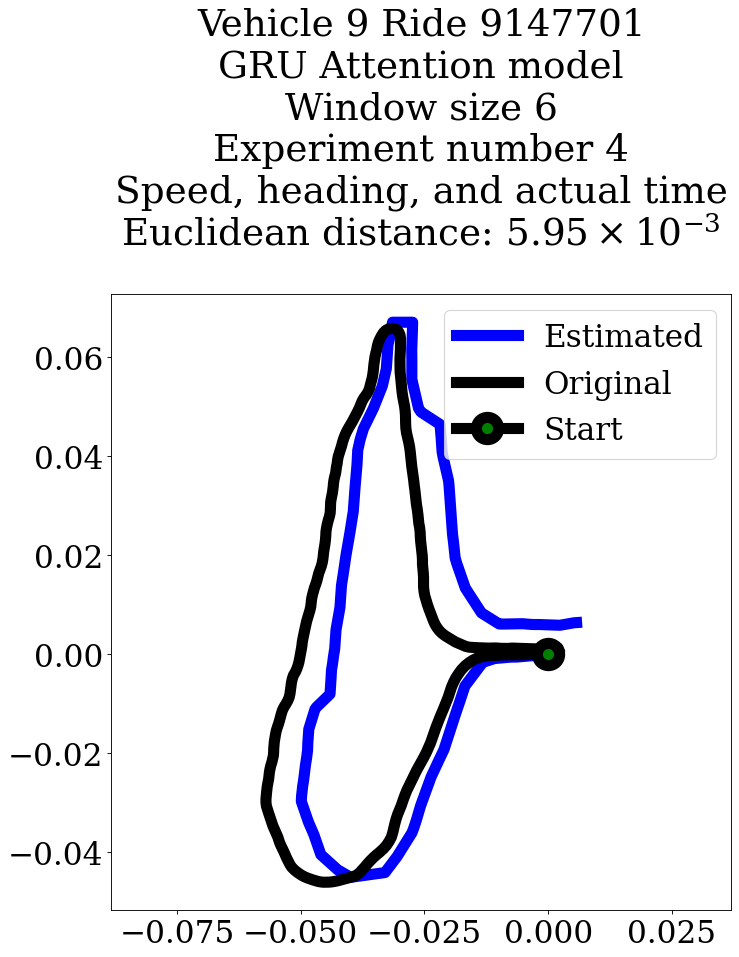 Vehicle 9 Ride 9147701
GRU Attention model
Window size 6
Experiment number 4
Speed, heading, and actual time
Euclidean distance: 5.95 × 10⁻³
Estimated
Original
Start
0.06
0.04
0.02
0.00
−0.02
−0.04
−0.075 −0.050 −0.025 0.000 0.025